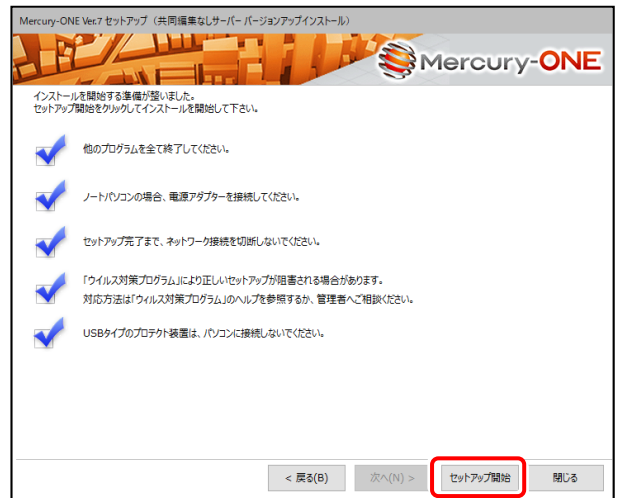 Mercury-ONE Ver.7 セットアップ（共同編集なしサーバー バージョンアップインストール）
Mercury-ONE
インストールを開始する準備が整いました。
セットアップ開始をクリックしてインストールを開始して下さい。
他のプログラムを全て終了してください。
ノートパソコンの場合、電源アダプターを接続してください。
セットアップ完了まで、ネットワーク接続を切断しないでください。
「ウイルス対策プログラム」により正しいセットアップが阻害される場合があります。
対応方法は「ウィルス対策プログラム」のヘルプを参照するか、管理者へご相談ください。
USBタイプのプロテクト装置は、パソコンに接続しないでください。
< 戻る(B) 次へ(N) > セットアップ開始 閉じる